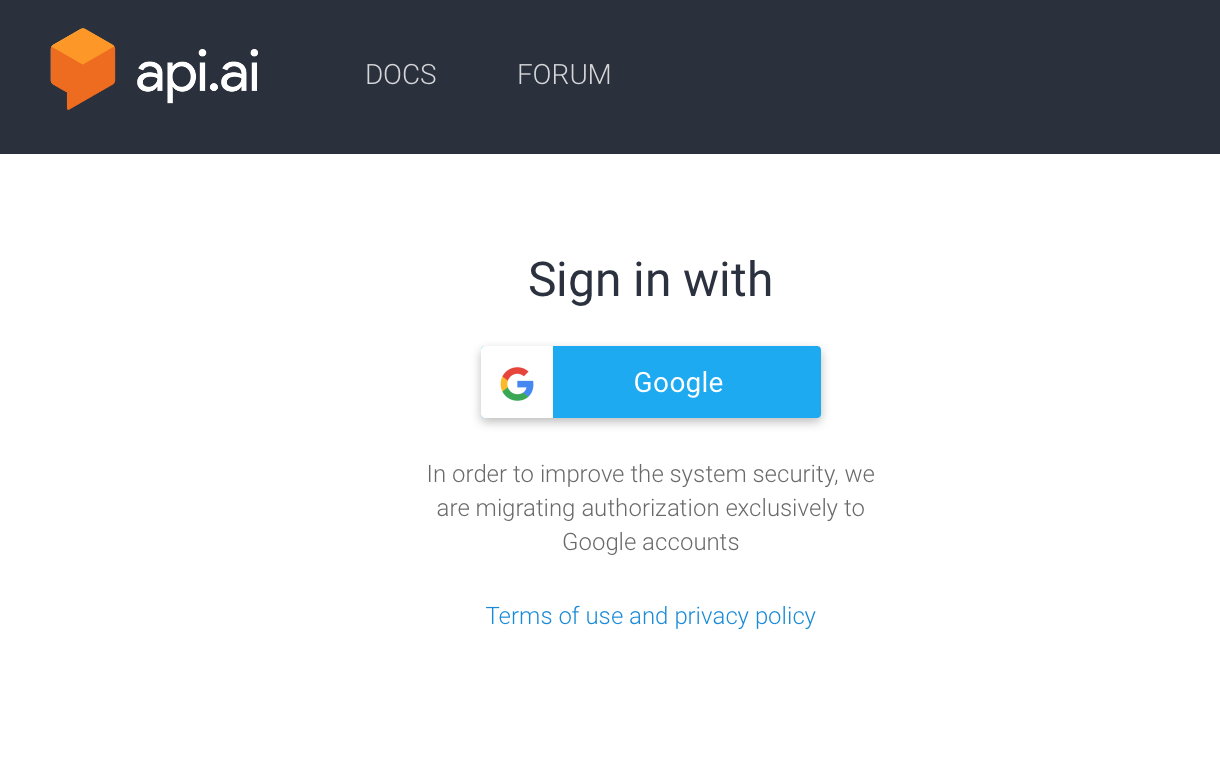 api.ai
DOCS
FORUM
Sign in with
Google
In order to improve the system security, we
are migrating authorization exclusively to
Google accounts
Terms of use and privacy policy